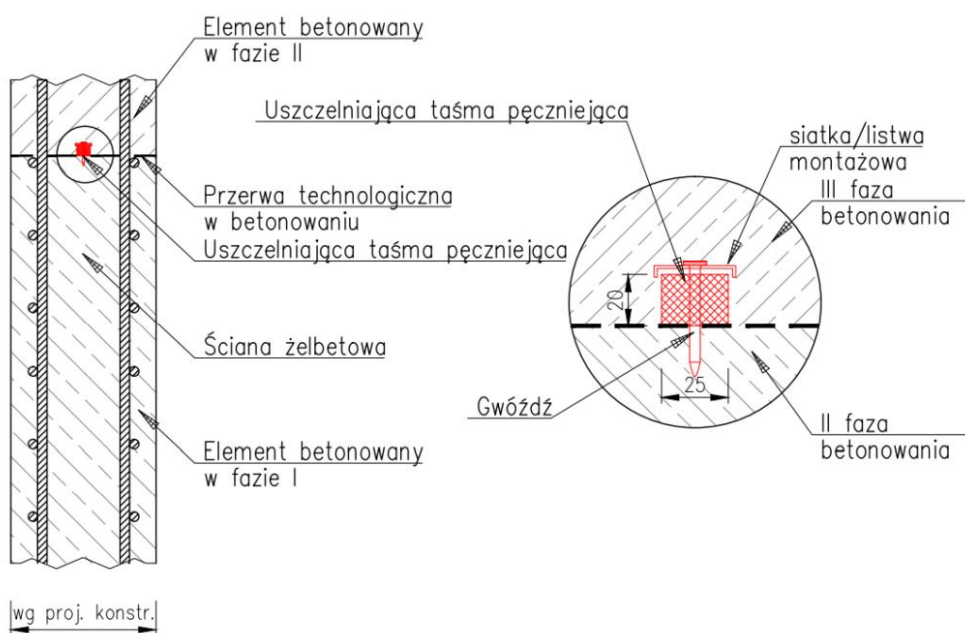 Element betonowany
w fazie II
Przerwa technologiczna
w betonowaniu
Uszczelniająca taśma pęczniejąca
Ściana żelbetowa
Element betonowany
w fazie I
wg proj. konstr.
Uszczelniająca taśma pęczniejąca
siatka/listwa
montażowa
III faza
betonowania
20
25
Gwóźdź
II faza
betonowania